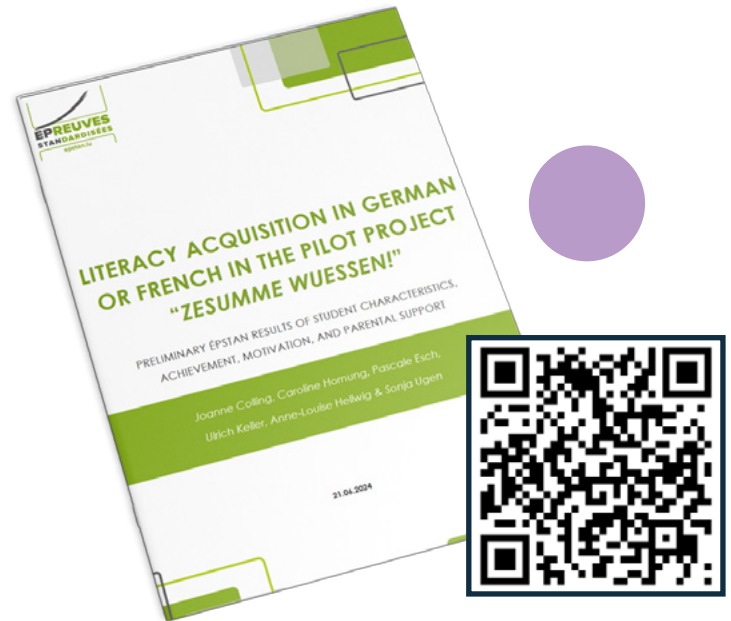 ÉPREUVES
STANDARDISÉES
epstan.lu
LITERACY ACQUISITION IN GERMAN
OR FRENCH IN THE PILOT PROJECT
“ZESUMME WUESSEN!”
PRELIMINARY ÉPSTAN RESULTS OF STUDENT CHARACTERISTICS,
ACHIEVEMENT, MOTIVATION, AND PARENTAL SUPPORT
Joanne Colling, Caroline Hornung, Pascale Esch,
Ulrich Keller, Anne-Louise Hellwig & Sonja Ugen
21.06.2024